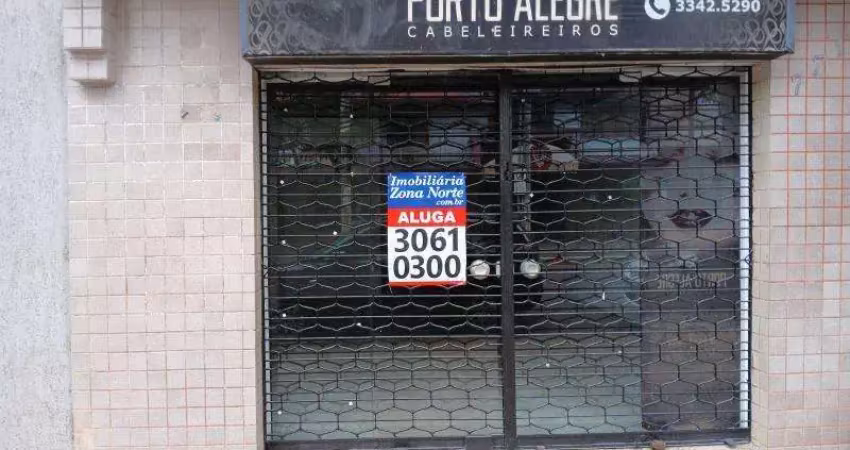 PORTO ALEGRE
CABELEIREIROS
3342.5290
Imobiliária
Zona Norte
.com.br
ALUGA
3061
0300